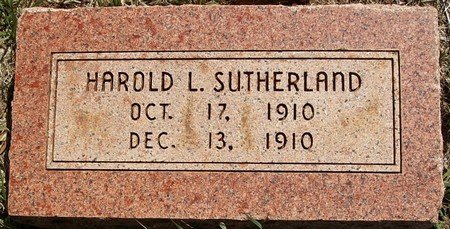 HAROLD L. SUTHERLAND
OCT. 17, 1910
DEC. 13, 1910